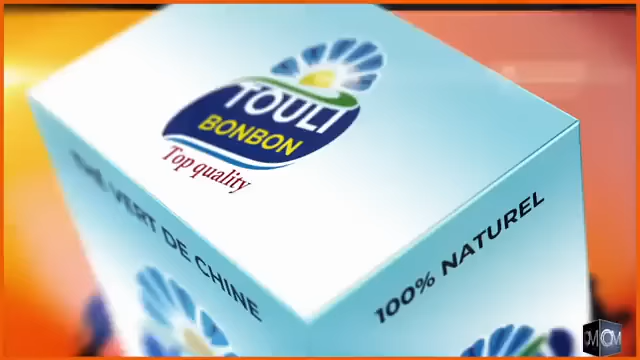 TOULI
BONBON
Top quality
THÉ VERT DE CHINE
100% NATUREL